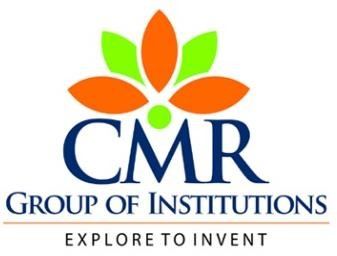 CMR
GROUP OF INSTITUTIONS
EXPLORE TO INVENT